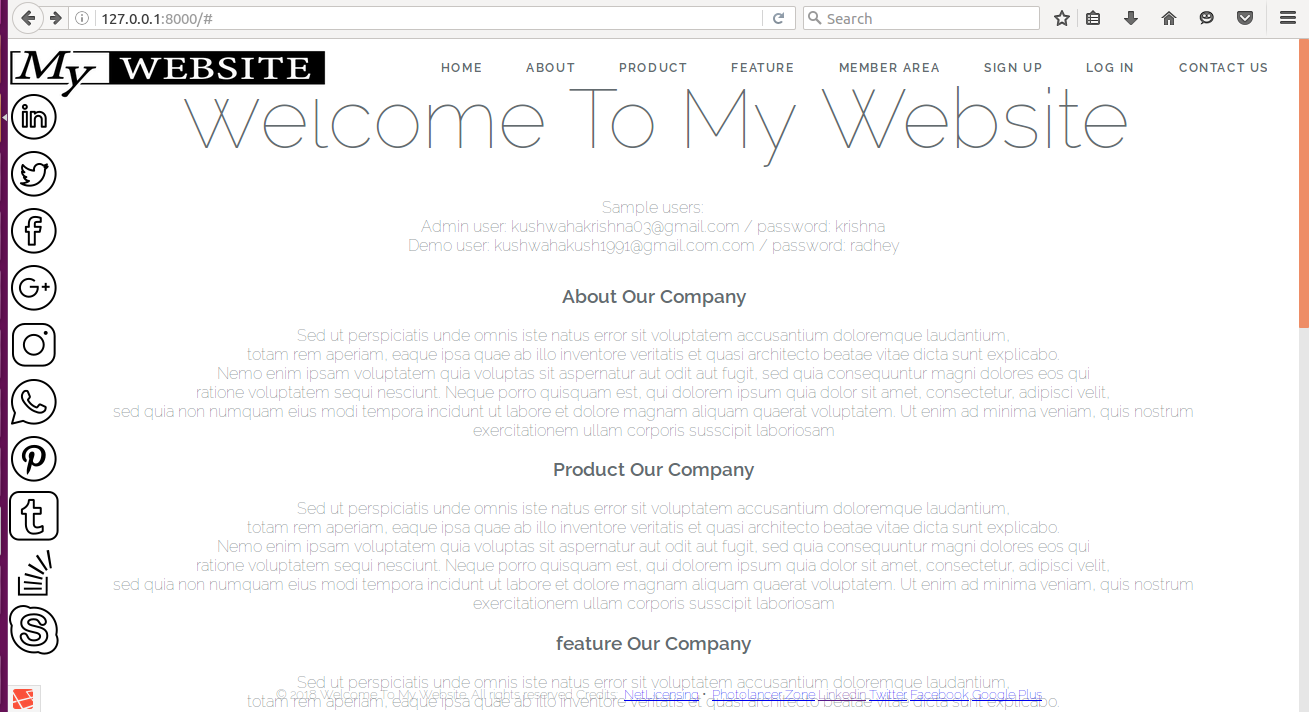 127.0.0.1:8000/#
Search
My WEBSITE
HOME ABOUT PRODUCT FEATURE MEMBER AREA SIGN UP LOG IN CONTACT US
Welcome To My Website
in
f
G+
t
S
Sample users:
Admin user: kushwahakrishna03@gmail.com / password: krishna
Demo user: kushwahakush1991@gmail.com.com / password: radhey
About Our Company
Sed ut perspiciatis unde omnis iste natus error sit voluptatem accusantium doloremque laudantium,
totam rem aperiam, eaque ipsa quae ab illo inventore veritatis et quasi architecto beatae vitae dicta sunt explicabo.
Nemo enim ipsam voluptatem quia voluptas sit aspernatur aut odit aut fugit, sed quia consequuntur magni dolores eos qui
ratione voluptatem sequi nesciunt. Neque porro quisquam est, qui dolorem ipsum quia dolor sit amet, consectetur, adipisci velit,
sed quia non numquam eius modi tempora incidunt ut labore et dolore magnam aliquam quaerat voluptatem. Ut enim ad minima veniam, quis nostrum
exercitationem ullam corporis susscipit laboriosam
Product Our Company
Sed ut perspiciatis unde omnis iste natus error sit voluptatem accusantium doloremque laudantium,
totam rem aperiam, eaque ipsa quae ab illo inventore veritatis et quasi architecto beatae vitae dicta sunt explicabo.
Nemo enim ipsam voluptatem quia voluptas sit aspernatur aut odit aut fugit, sed quia consequuntur magni dolores eos qui
ratione voluptatem sequi nesciunt. Neque porro quisquam est, qui dolorem ipsum quia dolor sit amet, consectetur, adipisci velit,
sed quia non numquam eius modi tempora incidunt ut labore et dolore magnam aliquam quaerat voluptatem. Ut enim ad minima veniam, quis nostrum
exercitationem ullam corporis susscipit laboriosam
feature Our Company
Sed ut perspiciatis unde omnis iste natus error sit voluptatem accusantium doloremque laudantium,
© 2018 Welcome To My Website. All rights reserved Credits: NetLicensing • Photolancer Zone Linkedin Twitter Facebook Google Plus
totam rem aperiam, eaque ipsa quae ab illo inventore veritatis et quasi architecto beatae vitae dicta sunt explicabo.